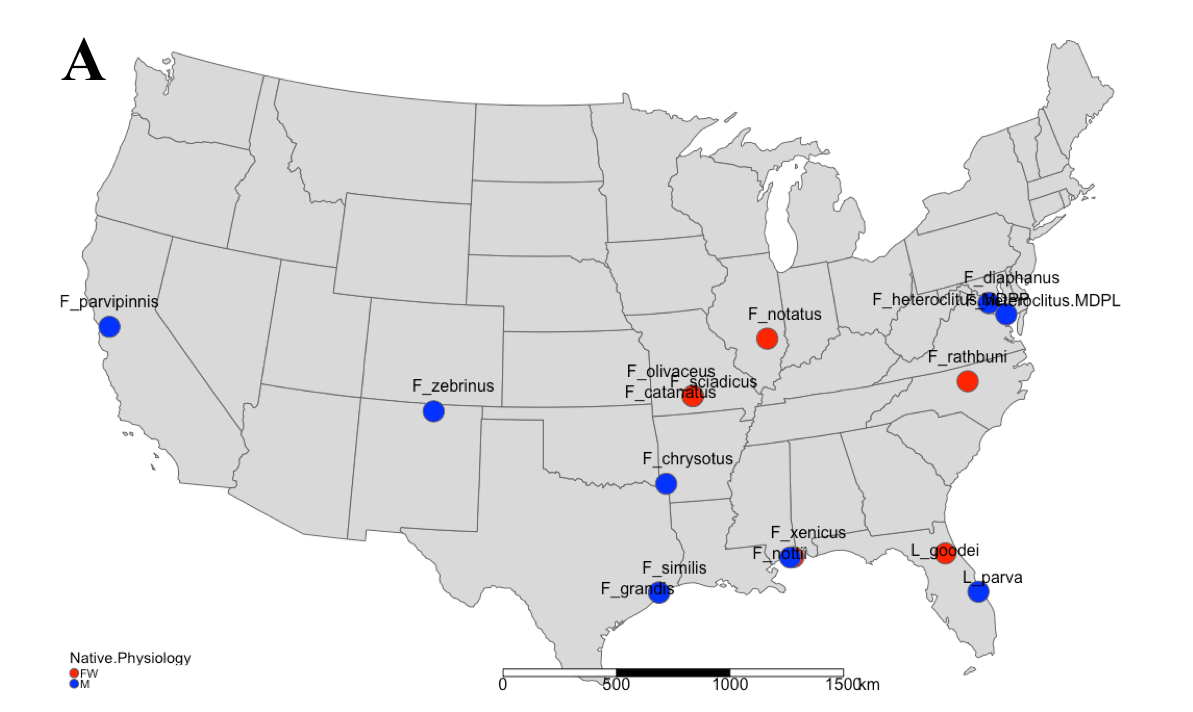 A
F_diaphanus
F_parvipinnis
F_heteroclitus.MDPP
F_heteroclitus.MDPL
F_notatus
F_rathbuni
F_olivaceus
F_sciadicus
F_zebrinus
F_catanatus
F_chrysotus
F_xenicus
F_nottii
L_goodei
F_similis
L_parva
F_grandis
Native.Physiology
FW
M
0 500 1000 1500km